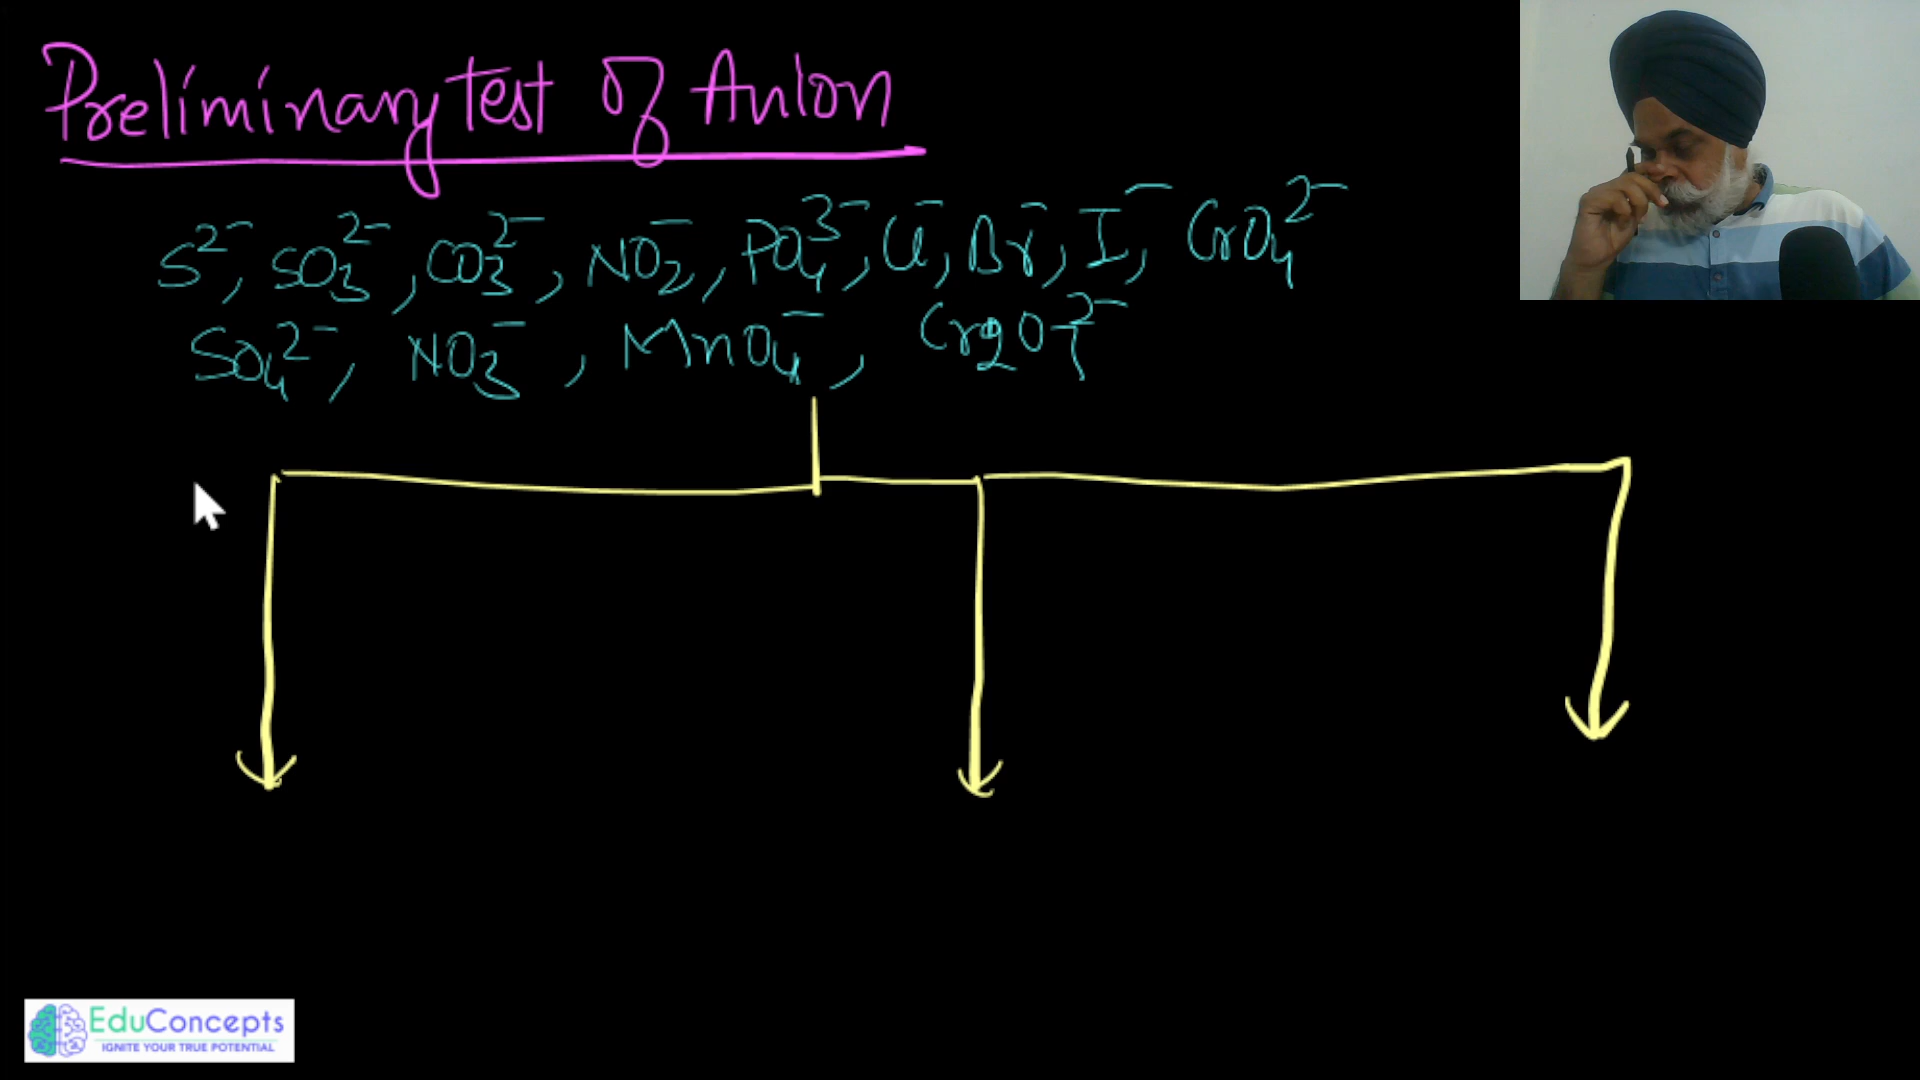 Preliminary Test of Anion
S²⁻, SO₃²⁻, CO₃²⁻, NO₂⁻, PO₄³⁻, Cl⁻, Br⁻, I⁻, CrO₄²⁻
SO₄²⁻, NO₃⁻, MnO₄⁻, Cr₂O₇²⁻
EduConcepts
IGNITE YOUR TRUE POTENTIAL